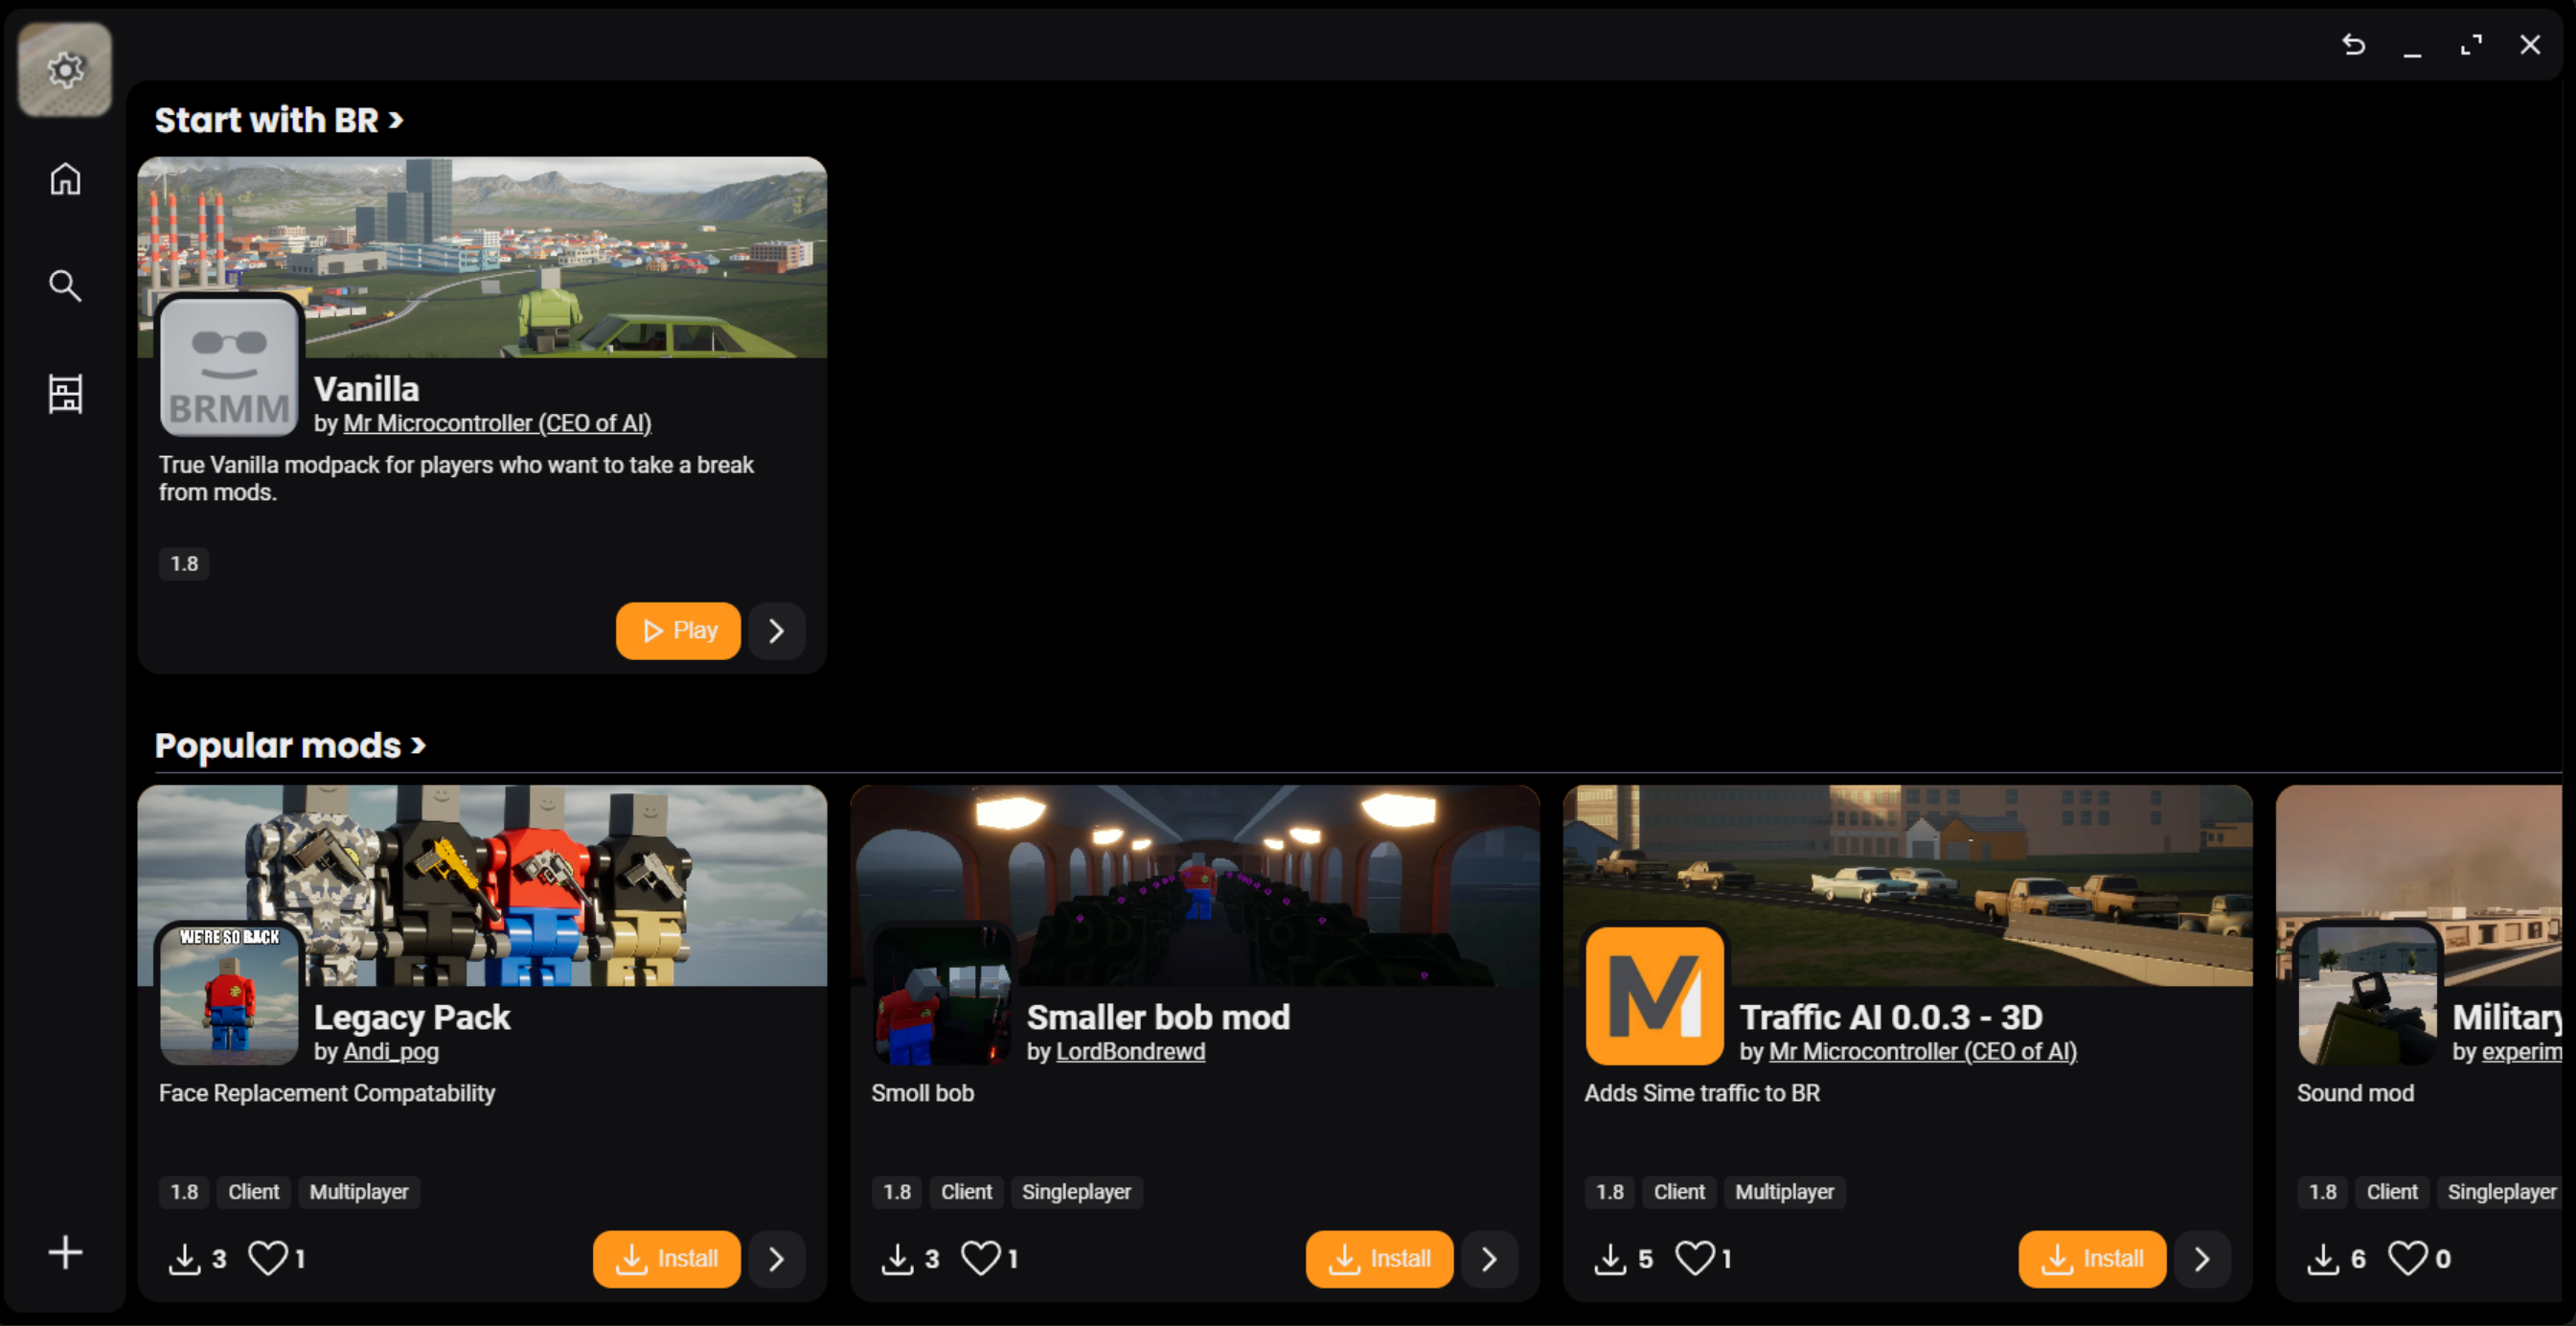 Start with BR >
BRMM
Vanilla
by Mr Microcontroller (CEO of AI)
True Vanilla modpack for players who want to take a break
from mods.
1.8
Play
Popular mods >
WE'RE SO BACK
Legacy Pack
by Andi_pog
Face Replacement Compatability
1.8 Client Multiplayer
3 1 Install
Smaller bob mod
by LordBondrewd
Smoll bob
1.8 Client Singleplayer
3 1 Install
M
Traffic AI 0.0.3 - 3D
by Mr Microcontroller (CEO of AI)
Adds Sime traffic to BR
1.8 Client Multiplayer
5 1 Install
Military
by experim
Sound mod
1.8 Client Singleplayer
6 0